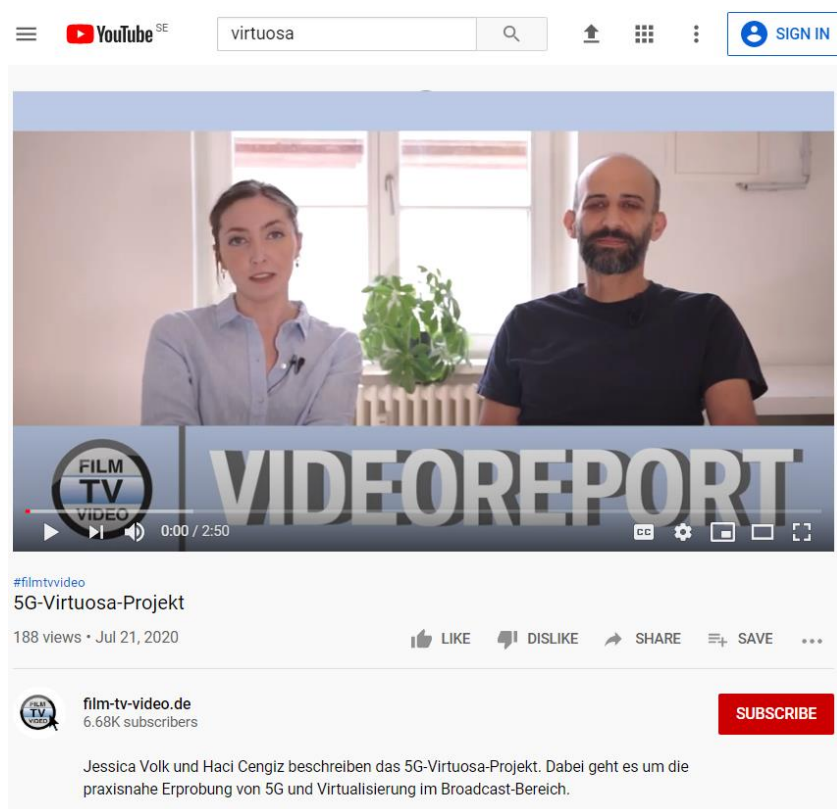 YouTube SE
virtuosa
SIGN IN
FILM
TV
VIDEO
VIDEOREPORT
0:00 / 2:50
CC
#filmtvvideo
5G-Virtuosa-Projekt
188 views • Jul 21, 2020
LIKE
DISLIKE
SHARE
SAVE
FILM
TV
VIDEO
film-tv-video.de
6.68K subscribers
SUBSCRIBE
Jessica Volk und Haci Cengiz beschreiben das 5G-Virtuosa-Projekt. Dabei geht es um die
praxisnahe Erprobung von 5G und Virtualisierung im Broadcast-Bereich.